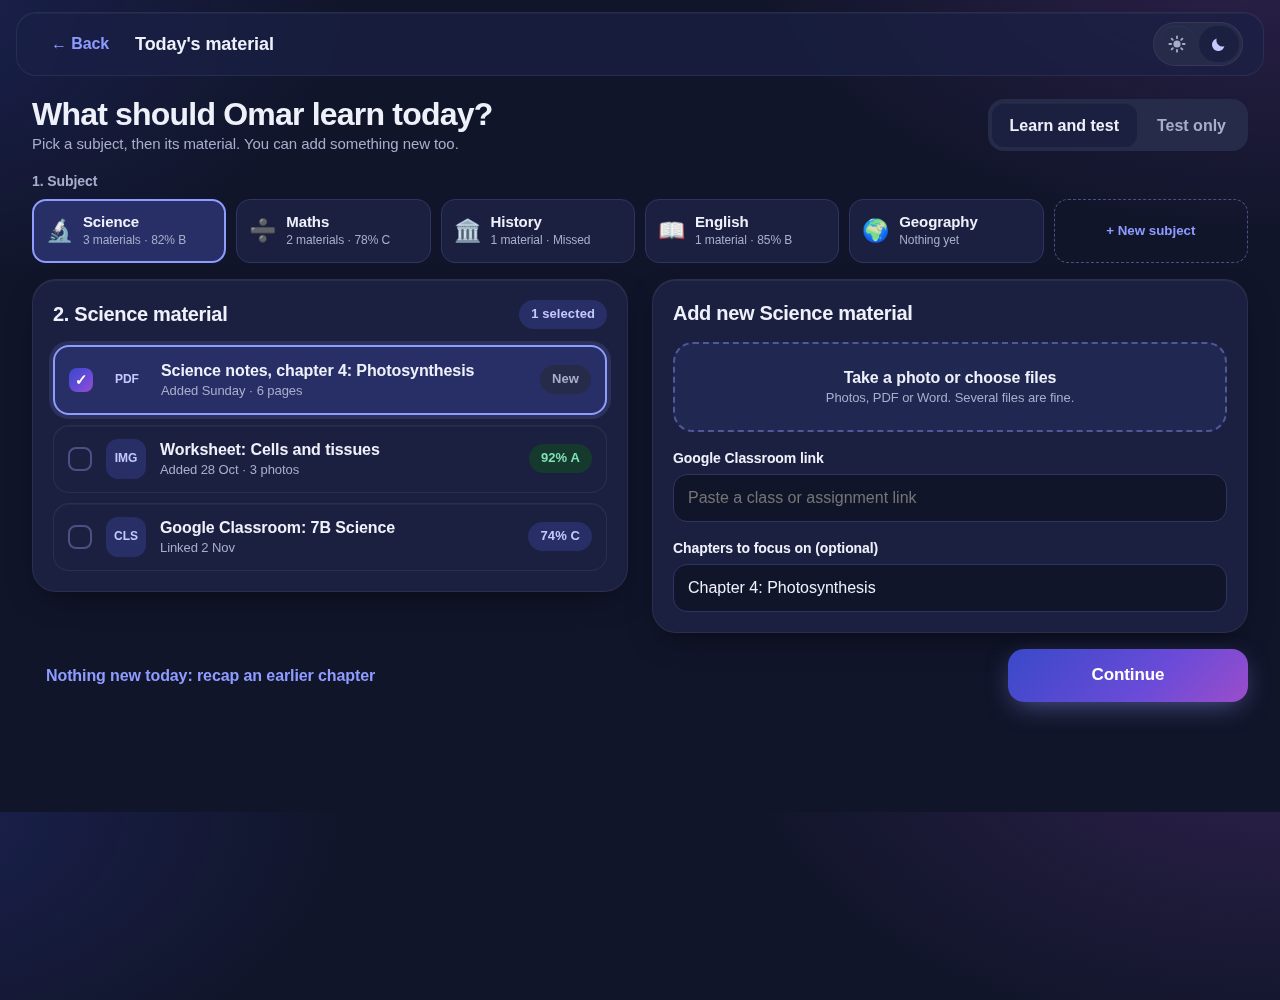 ← Back
Today's material
What should Omar learn today?
Pick a subject, then its material. You can add something new too.
Learn and test
Test only
1. Subject
Science
3 materials · 82% B
Maths
2 materials · 78% C
History
1 material · Missed
English
1 material · 85% B
Geography
Nothing yet
+ New subject
2. Science material
1 selected
PDF
Science notes, chapter 4: Photosynthesis
Added Sunday · 6 pages
New
IMG
Worksheet: Cells and tissues
Added 28 Oct · 3 photos
92% A
CLS
Google Classroom: 7B Science
Linked 2 Nov
74% C
Add new Science material
Take a photo or choose files
Photos, PDF or Word. Several files are fine.
Google Classroom link
Paste a class or assignment link
Chapters to focus on (optional)
Chapter 4: Photosynthesis
Nothing new today: recap an earlier chapter
Continue